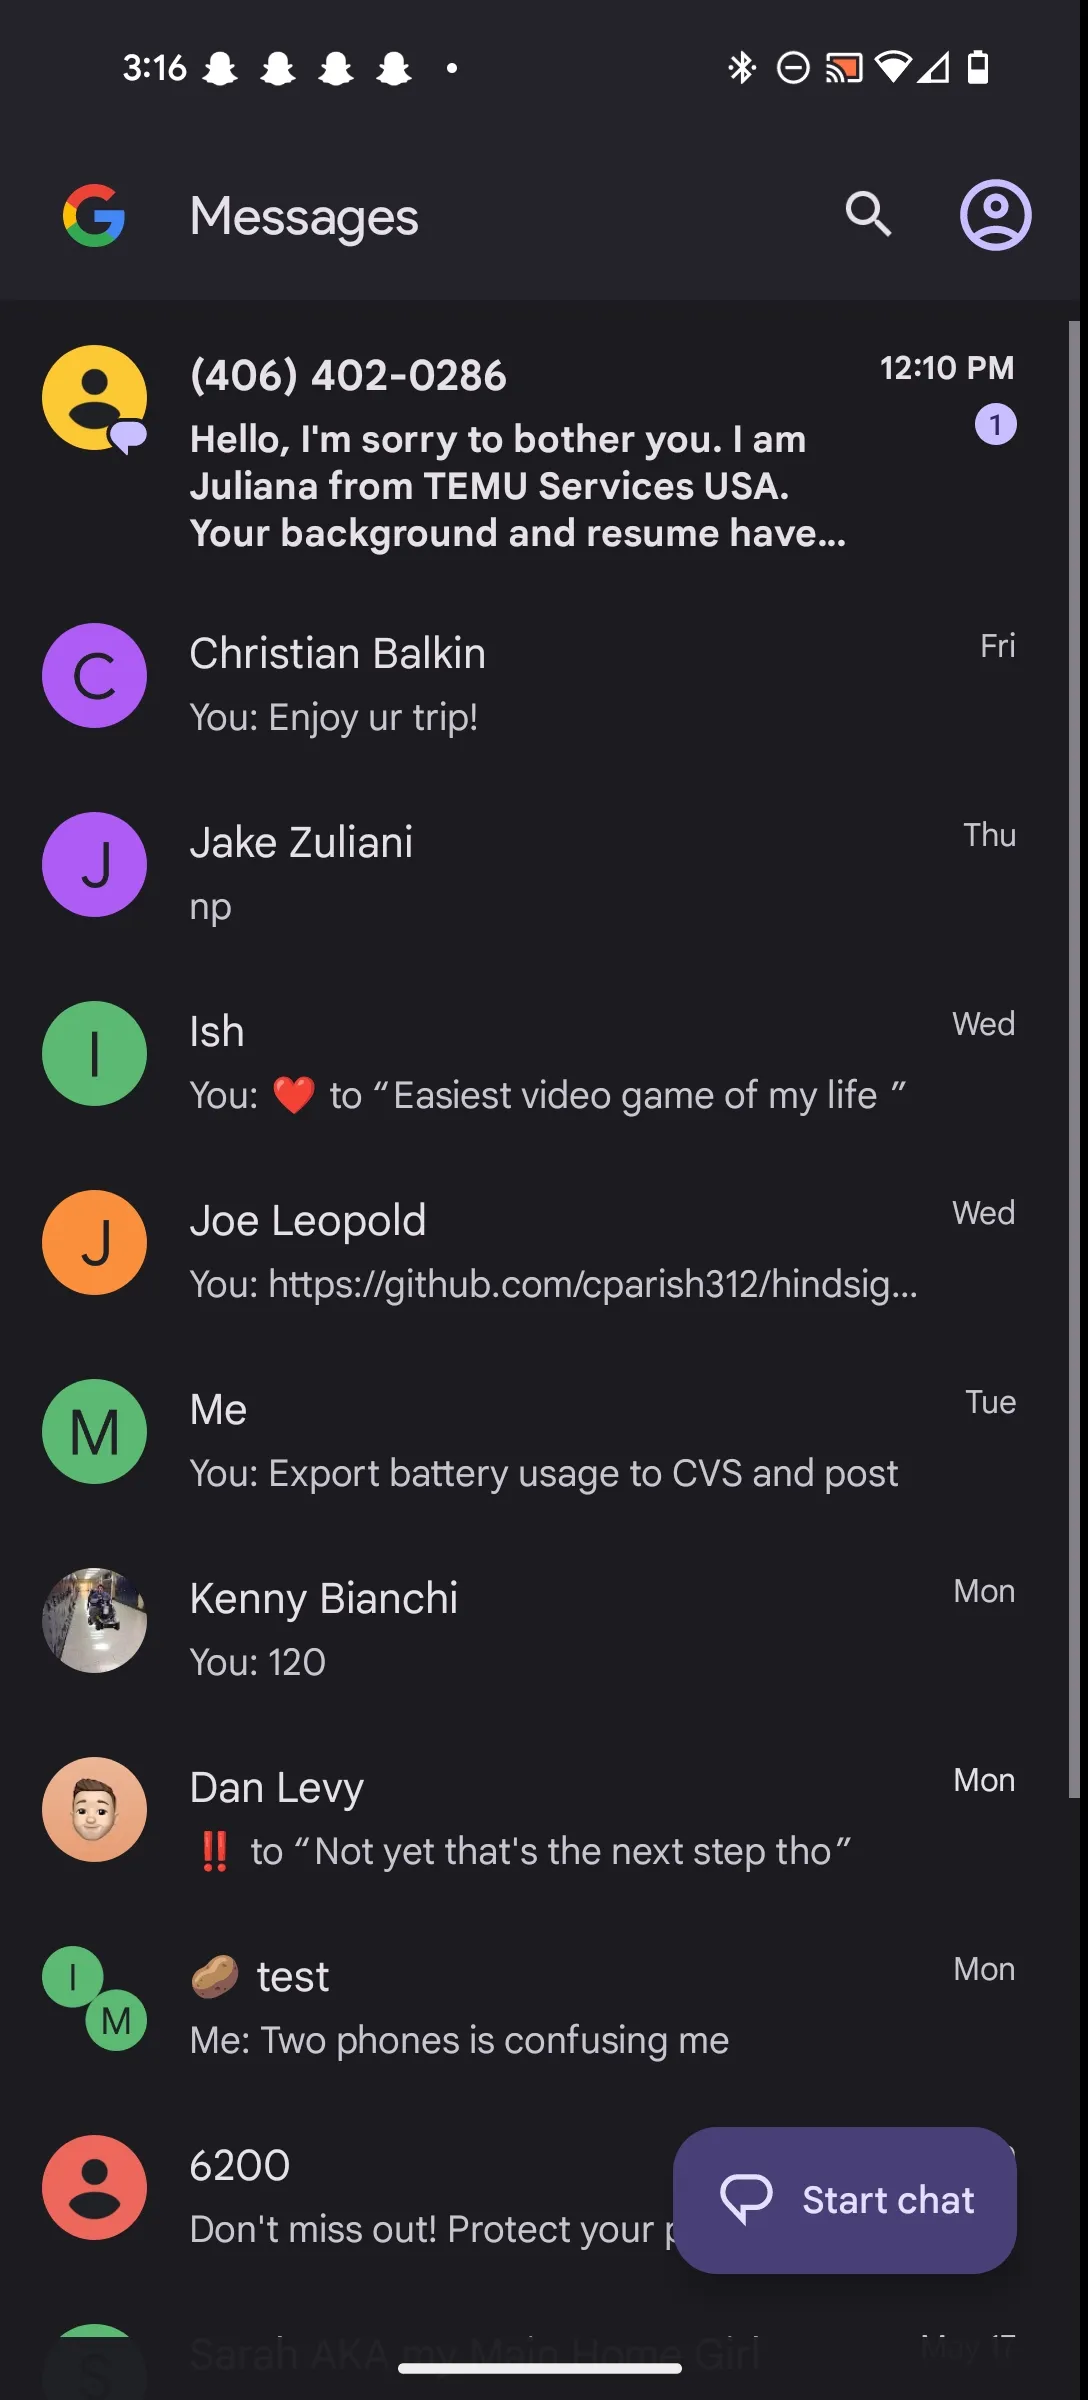 3:16
Messages
(406) 402-0286
12:10 PM
Hello, I'm sorry to bother you. I am
1
Juliana from TEMU Services USA.
Your background and resume have...
C
Christian Balkin
Fri
You: Enjoy ur trip!
J
Jake Zuliani
Thu
np
I
Ish
Wed
You: ❤️ to “Easiest video game of my life ”
J
Joe Leopold
Wed
You: https://github.com/cparish312/hindsig...
M
Me
Tue
You: Export battery usage to CVS and post
Kenny Bianchi
Mon
You: 120
Dan Levy
Mon
‼️ to “Not yet that's the next step tho”
I
M
🥔 test
Mon
Me: Two phones is confusing me
6200
Don't miss out! Protect your
Start chat
S
Sarah AKA my Main Home Girl
May 17